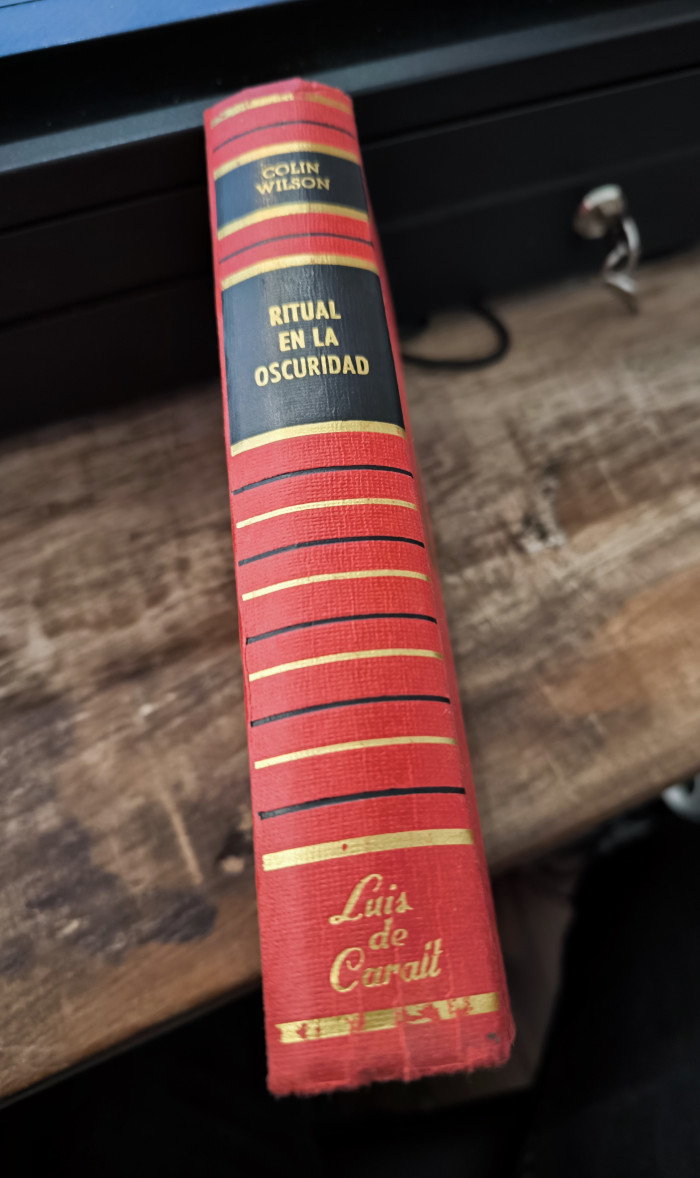 COLIN
WILSON
RITUAL
EN LA
OSCURIDAD
Luis
de
Caralt